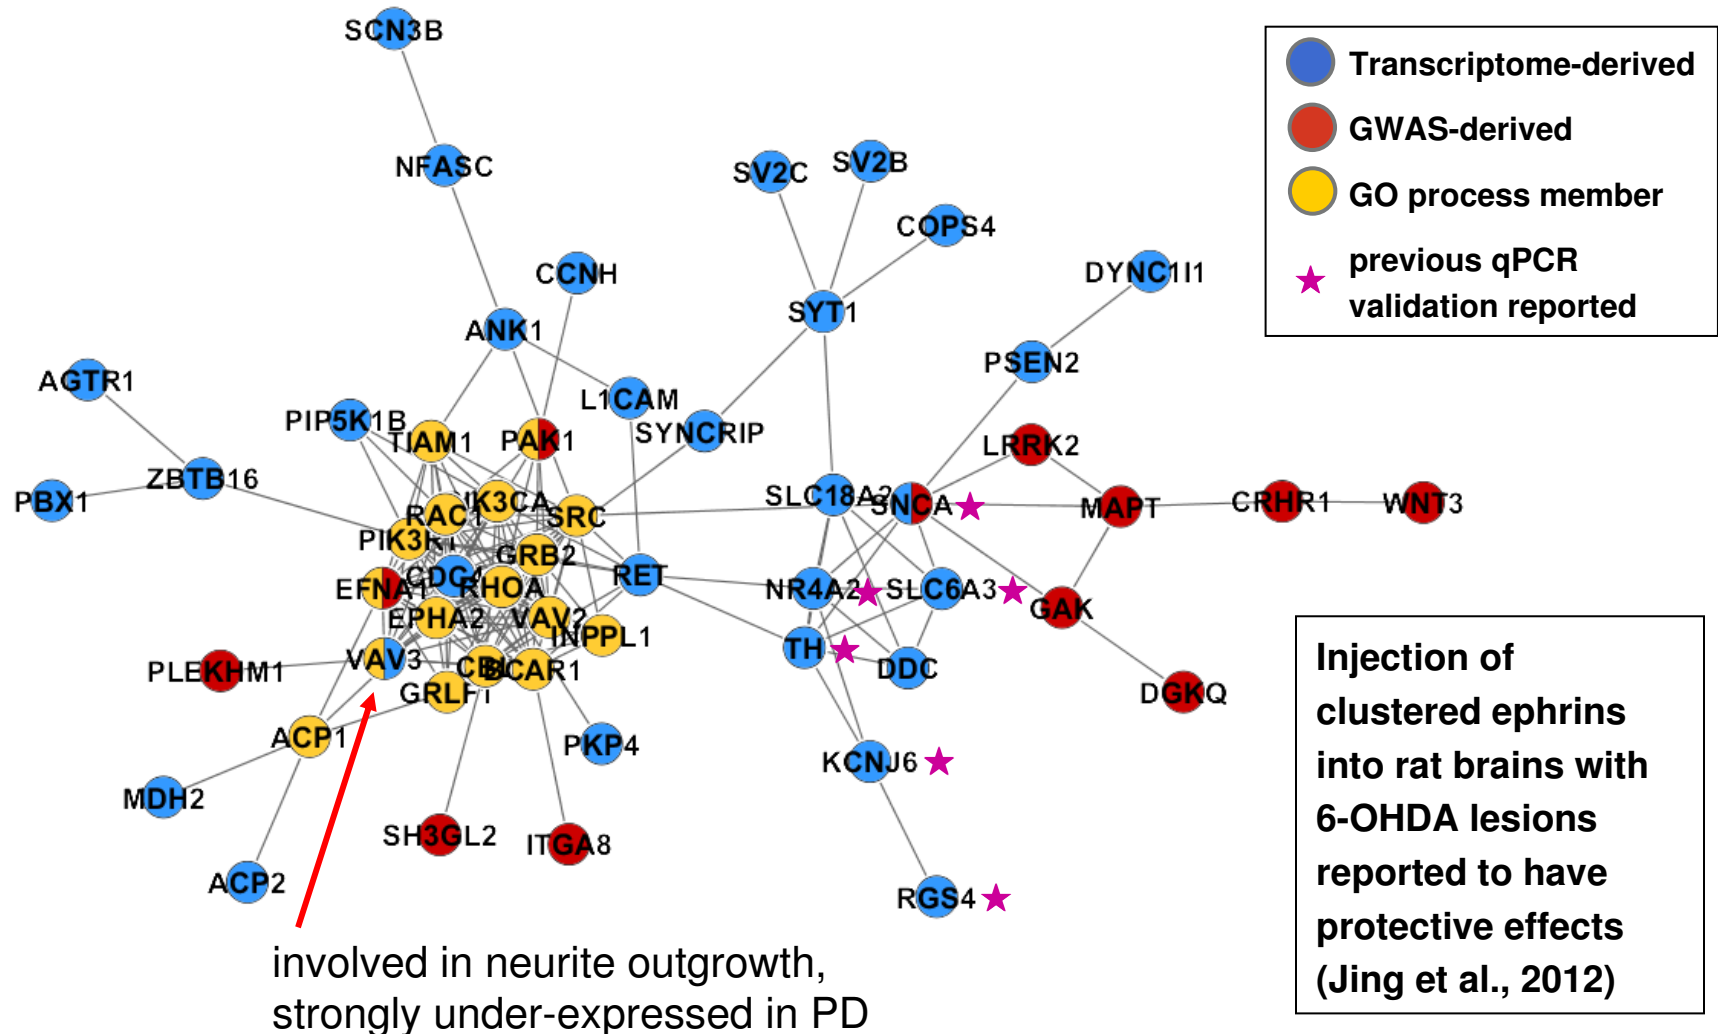 SCN3B
Transcriptome-derived
GWAS-derived
GO process member
previous qPCR
validation reported
NFASC
SV2C
SV2B
COPS4
CCNH
DYNC1I1
ANK1
SYT1
PSEN2
AGTR1
L1CAM
PIP5K1B
TIAM1
PAK1
SYNCRIP
LRRK2
ZBTB16
PBX1
SLC18A2
SNCA
MAPT
CRHR1
WNT3
RAC1
IK3CA
SRC
PIK3R1
GRB2
RET
EFNA1
RHOA
NR4A2
SLC6A3
GAK
EPHA2
VAV2
INPPL1
TH
DDC
PLEKHM1
VAV3
BCAR1
DGKQ
GRLF1
ACP1
PKP4
KCNJ6
MDH2
SH3GL2
ITGA8
ACP2
RGS4
Injection of
clustered ephrins
into rat brains with
6-OHDA lesions
reported to have
protective effects
(Jing et al., 2012)
involved in neurite outgrowth,
strongly under-expressed in PD